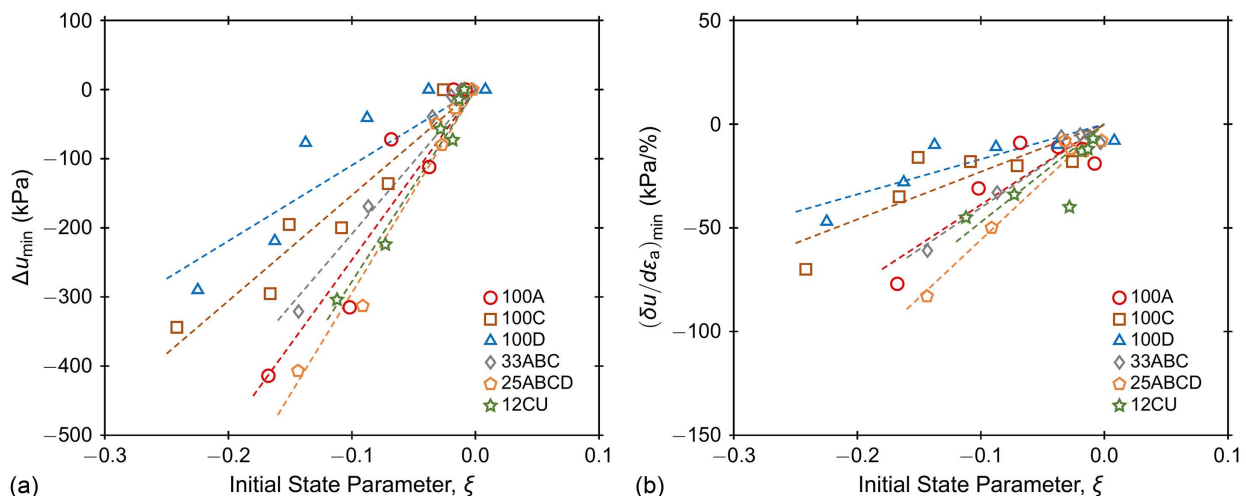 100
0
−100
−200
−300
−400
−500
Δu_min (kPa)
−0.3
−0.2
−0.1
0.0
0.1
Initial State Parameter, ξ
100A
100C
100D
33ABC
25ABCD
12CU
(a)
50
0
−50
−100
−150
(δu/dε_a)_min (kPa/%)
−0.3
−0.2
−0.1
0.0
0.1
Initial State Parameter, ξ
100A
100C
100D
33ABC
25ABCD
12CU
(b)